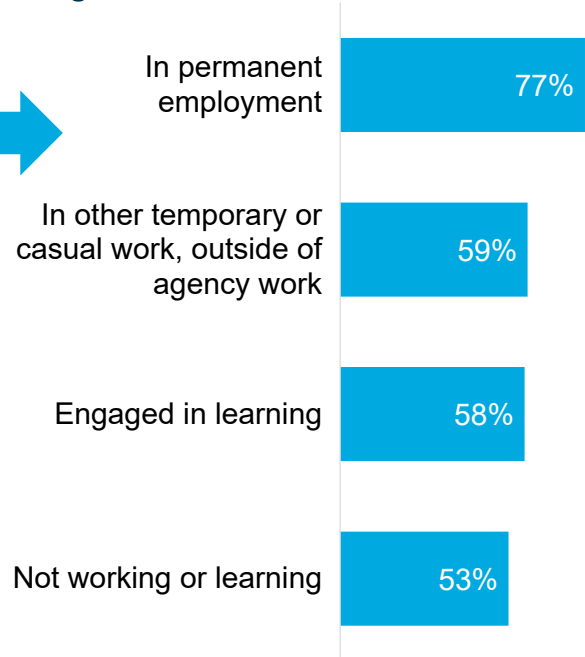 In permanent
employment
77%
In other temporary or
casual work, outside of
agency work
59%
Engaged in learning
58%
Not working or learning
53%